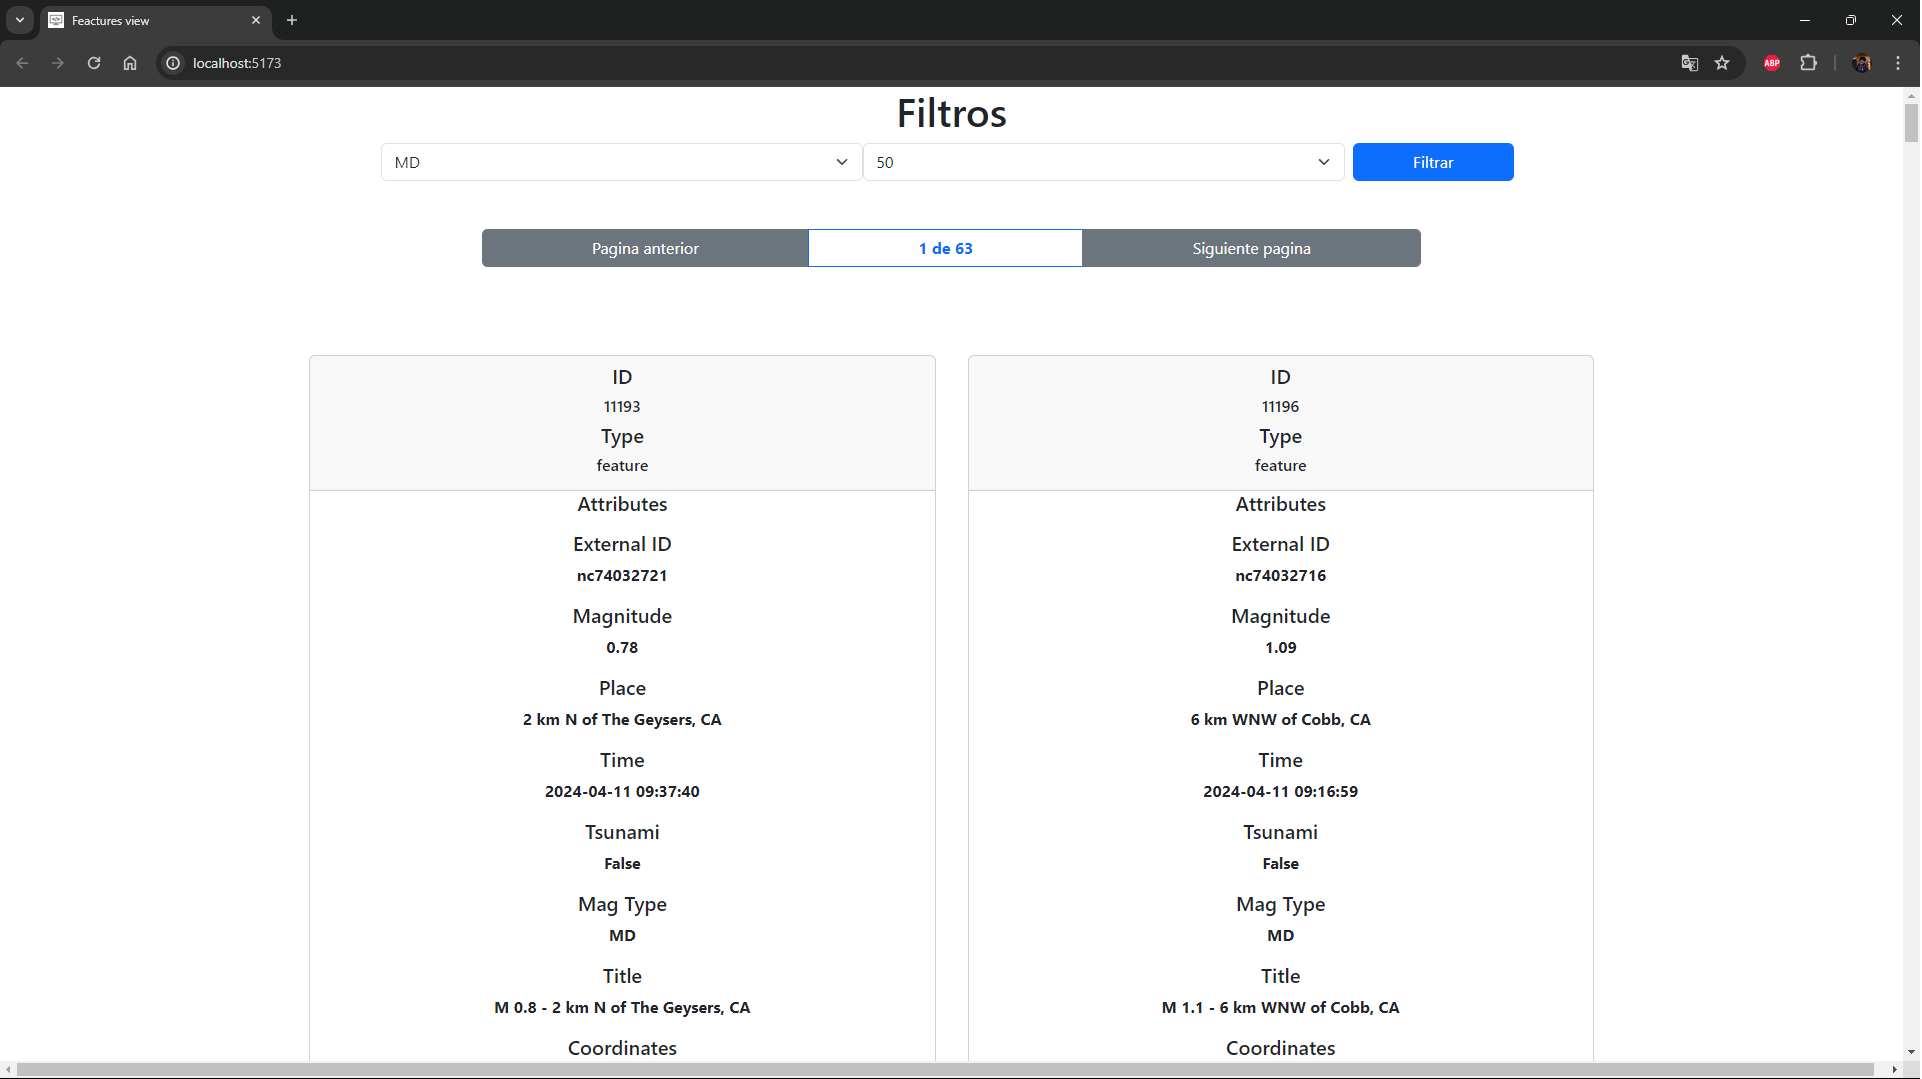 Feactures view
localhost:5173
ABP
Filtros
MD
50
Filtrar
Pagina anterior
1 de 63
Siguiente pagina
ID
11193
Type
feature
Attributes
External ID
nc74032721
Magnitude
0.78
Place
2 km N of The Geysers, CA
Time
2024-04-11 09:37:40
Tsunami
False
Mag Type
MD
Title
M 0.8 - 2 km N of The Geysers, CA
Coordinates
ID
11196
Type
feature
Attributes
External ID
nc74032716
Magnitude
1.09
Place
6 km WNW of Cobb, CA
Time
2024-04-11 09:16:59
Tsunami
False
Mag Type
MD
Title
M 1.1 - 6 km WNW of Cobb, CA
Coordinates